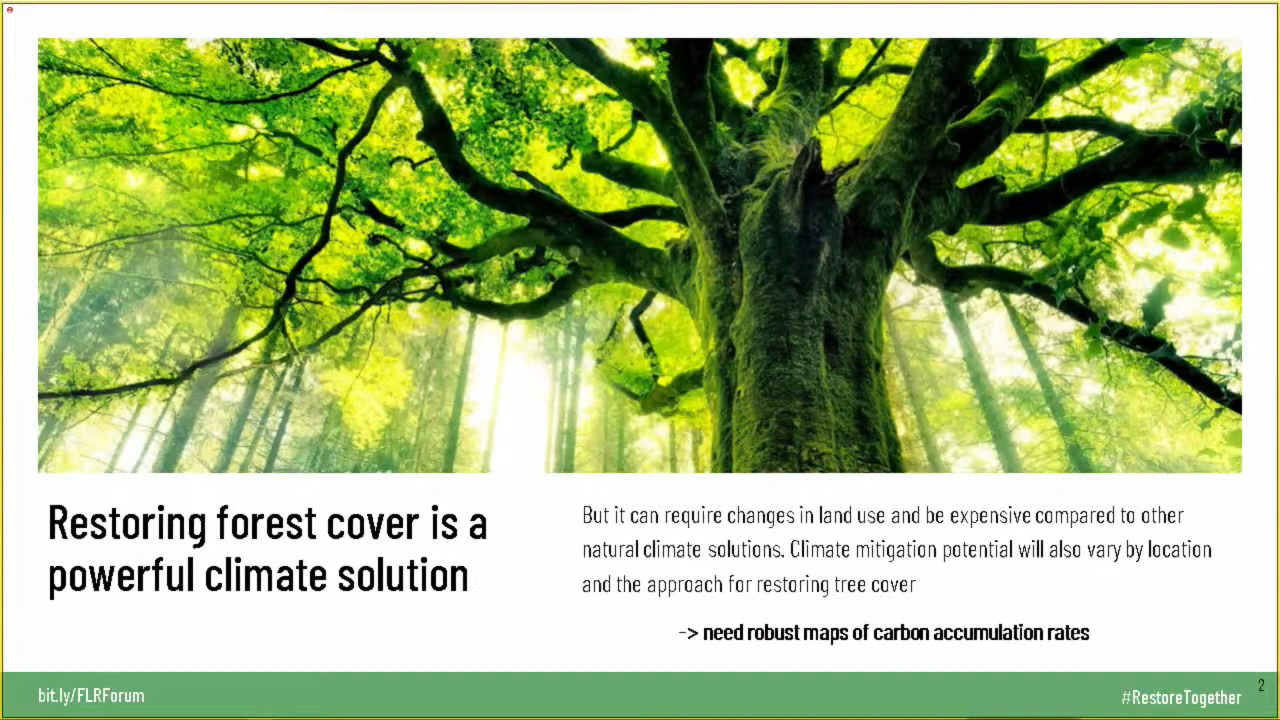 Restoring forest cover is a
powerful climate solution
But it can require changes in land use and be expensive compared to other
natural climate solutions. Climate mitigation potential will also vary by location
and the approach for restoring tree cover
-> need robust maps of carbon accumulation rates
bit.ly/FLRForum
#RestoreTogether
2